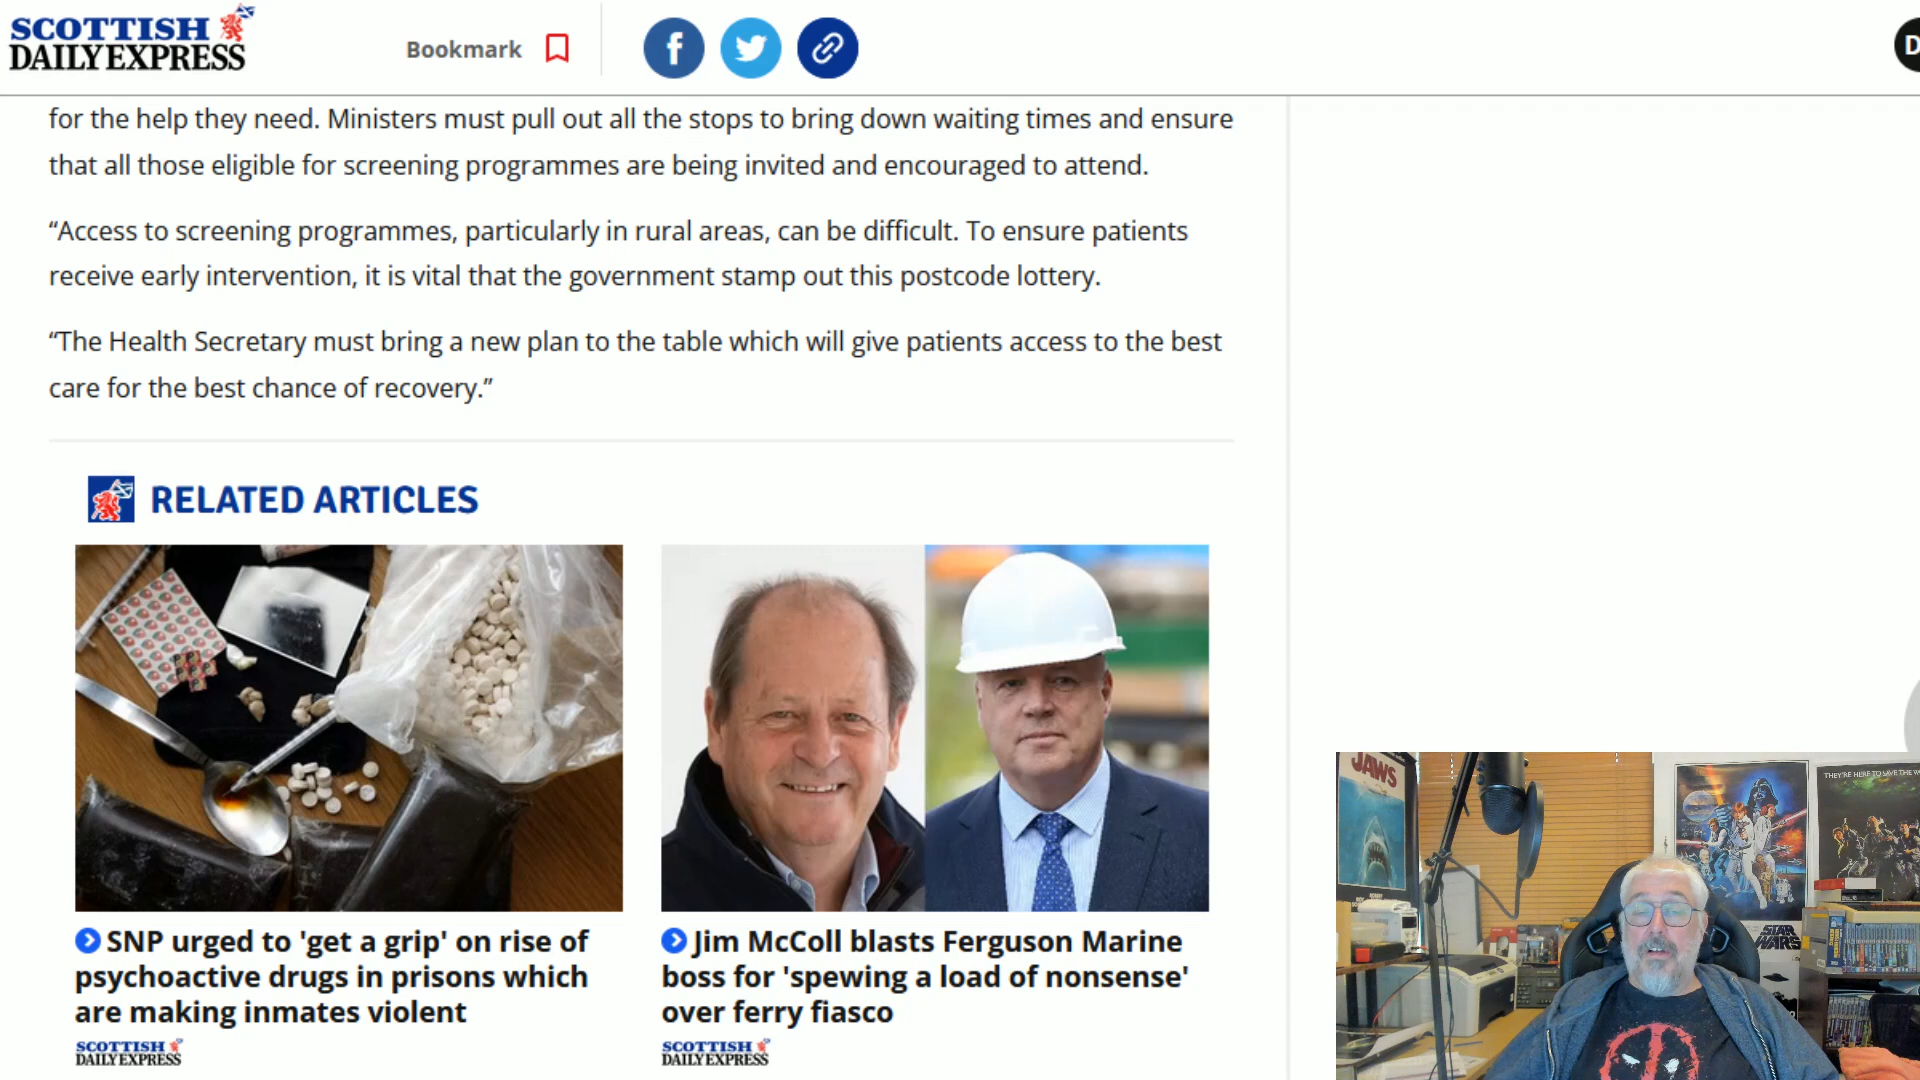 SCOTTISH
DAILY EXPRESS
Bookmark
for the help they need. Ministers must pull out all the stops to bring down waiting times and ensure
that all those eligible for screening programmes are being invited and encouraged to attend.
“Access to screening programmes, particularly in rural areas, can be difficult. To ensure patients
receive early intervention, it is vital that the government stamp out this postcode lottery.
“The Health Secretary must bring a new plan to the table which will give patients access to the best
care for the best chance of recovery.”
RELATED ARTICLES
SNP urged to 'get a grip' on rise of
psychoactive drugs in prisons which
are making inmates violent
SCOTTISH
DAILY EXPRESS
Jim McColl blasts Ferguson Marine
boss for 'spewing a load of nonsense'
over ferry fiasco
SCOTTISH
DAILY EXPRESS
JAWS
THEY'RE HERE TO SAVE THE
STAR
WARS